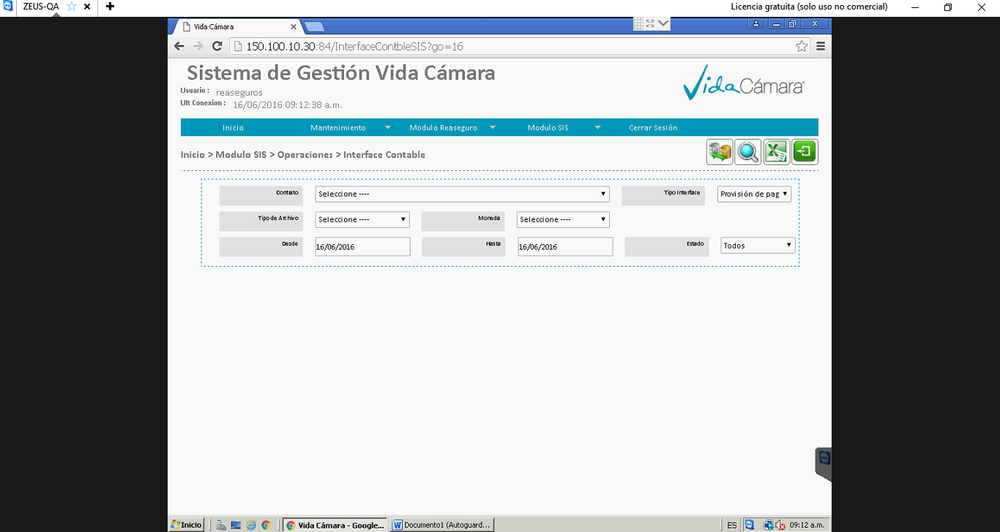 ZEUS-QA
Licencia gratuita (solo uso no comercial)
Vida Cámara
150.100.10.30:84/InterfaceContbleSIS?go=16
Sistema de Gestión Vida Cámara
Usuario : reaseguros
Ult Conexion : 16/06/2016 09:12:38 a.m.
Vida Cámara
Inicio Mantenimiento Modulo Reaseguro Modulo SIS Cerrar Sesión
Inicio > Modulo SIS > Operaciones > Interface Contable
Contrato Seleccione ---- Tipo Interface Provisión de pag
Tipo de Archivo Seleccione ---- Moneda Seleccione ----
Desde 16/06/2016 Hasta 16/06/2016 Estado Todos
Inicio Vida Cámara - Google... Documento1 (Autoguard... ES 09:12 a.m.